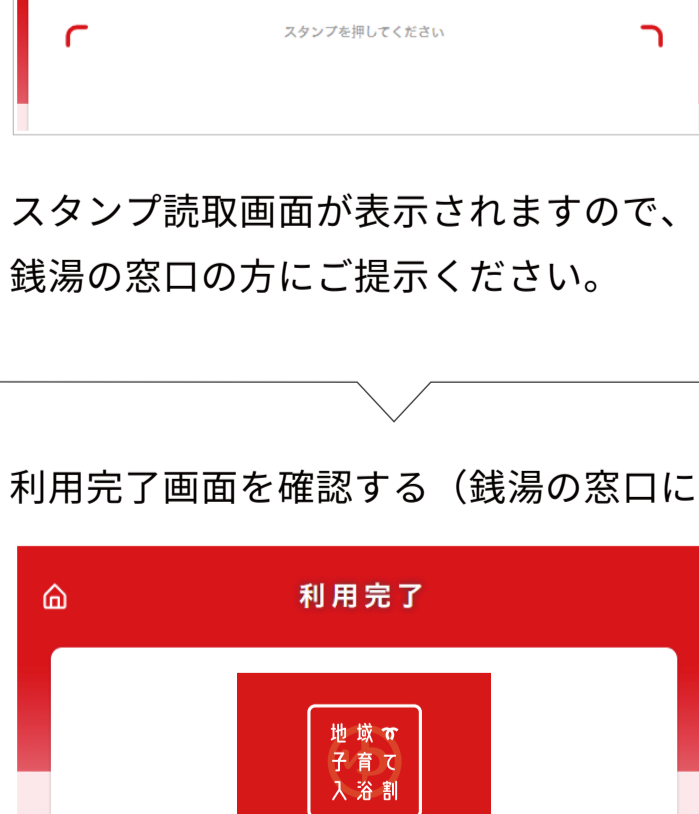 スタンプを押してください
スタンプ読取画面が表示されますので、
銭湯の窓口の方にご提示ください。
利用完了画面を確認する（銭湯の窓口に
利用完了
地域で
子育て
入浴割